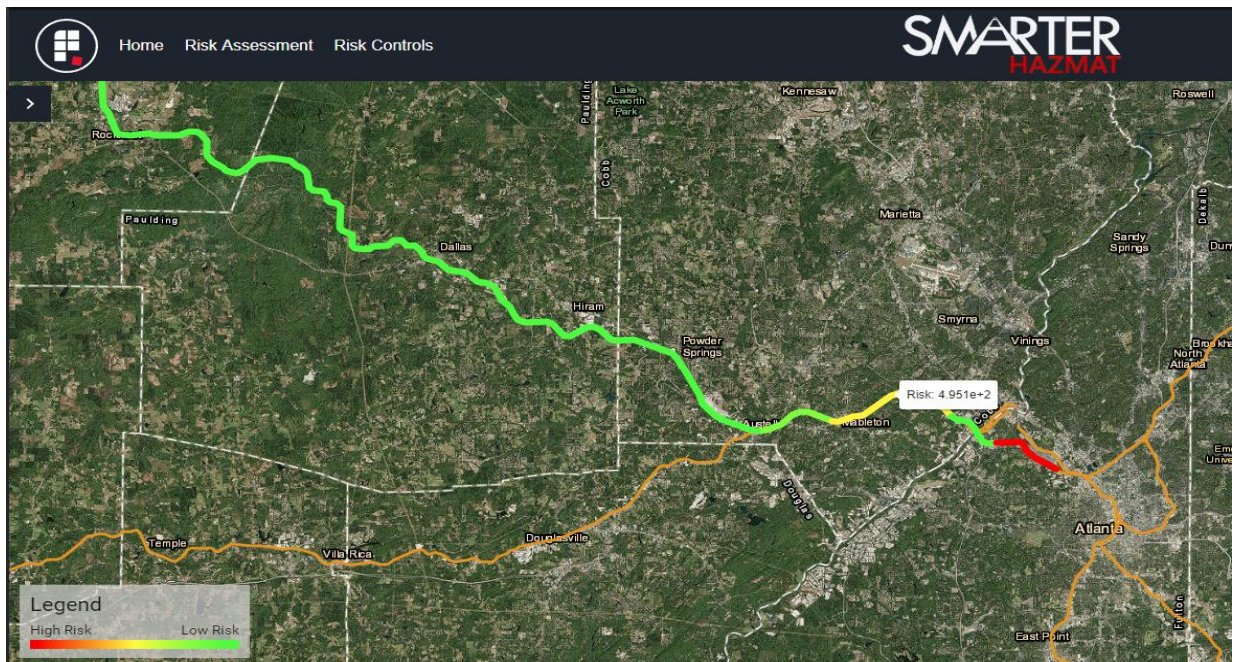 Home Risk Assessment Risk Controls
SMARTER
HAZMAT
Lake
Acworth
Park
Kennesaw
Roswell
Paulding
Cobb
Dekalb
Paulding
Marietta
Sandy
Springs
Dallas
Hiram
Smyrna
Vinings
Powder
Springs
North
Atlanta
Risk: 4.951e+2
Mableton
Douglas
Atlanta
Temple
Villa Rica
Douglasville
Legend
High Risk Low Risk
East Point
Fulton